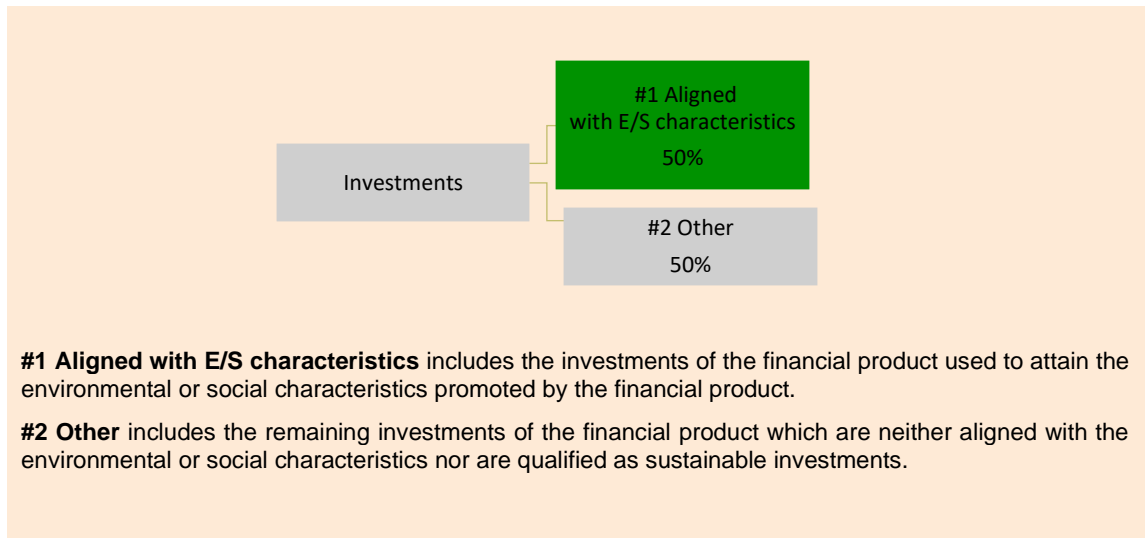 #1 Aligned
with E/S characteristics
50%
Investments
#2 Other
50%
#1 Aligned with E/S characteristics includes the investments of the financial product used to attain the
environmental or social characteristics promoted by the financial product.
#2 Other includes the remaining investments of the financial product which are neither aligned with the
environmental or social characteristics nor are qualified as sustainable investments.